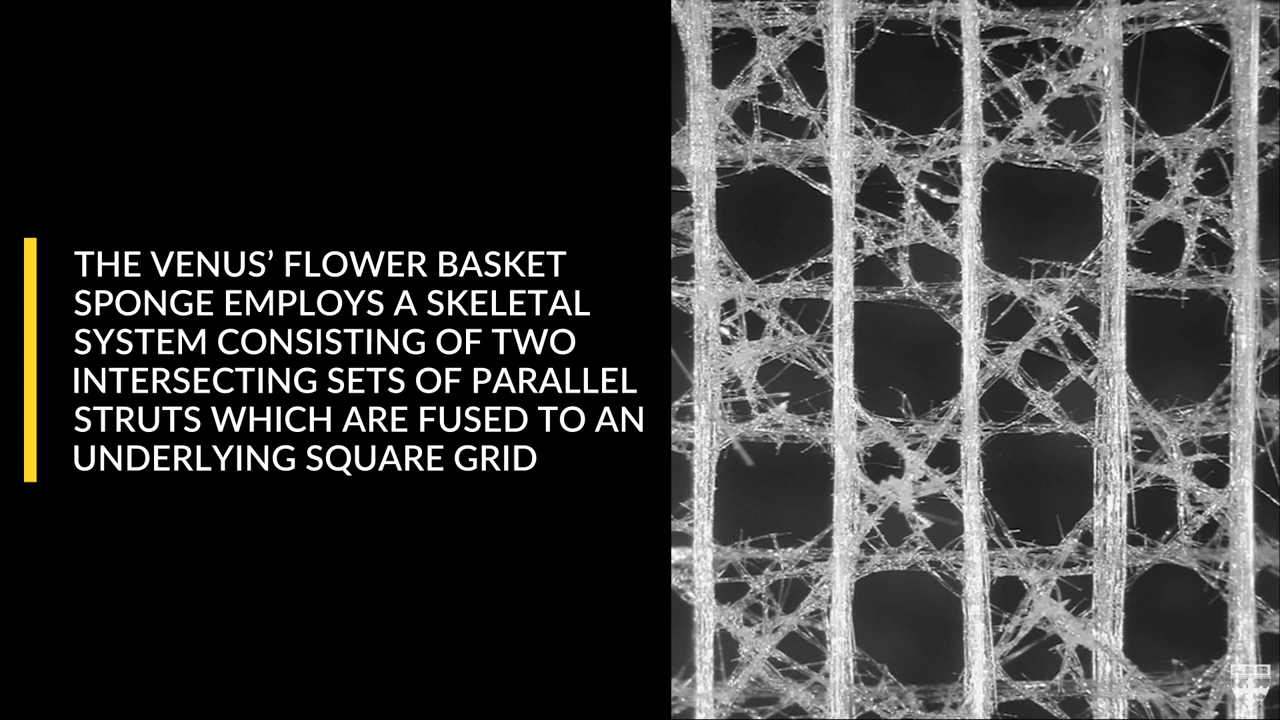 THE VENUS’ FLOWER BASKET
SPONGE EMPLOYS A SKELETAL
SYSTEM CONSISTING OF TWO
INTERSECTING SETS OF PARALLEL
STRUTS WHICH ARE FUSED TO AN
UNDERLYING SQUARE GRID